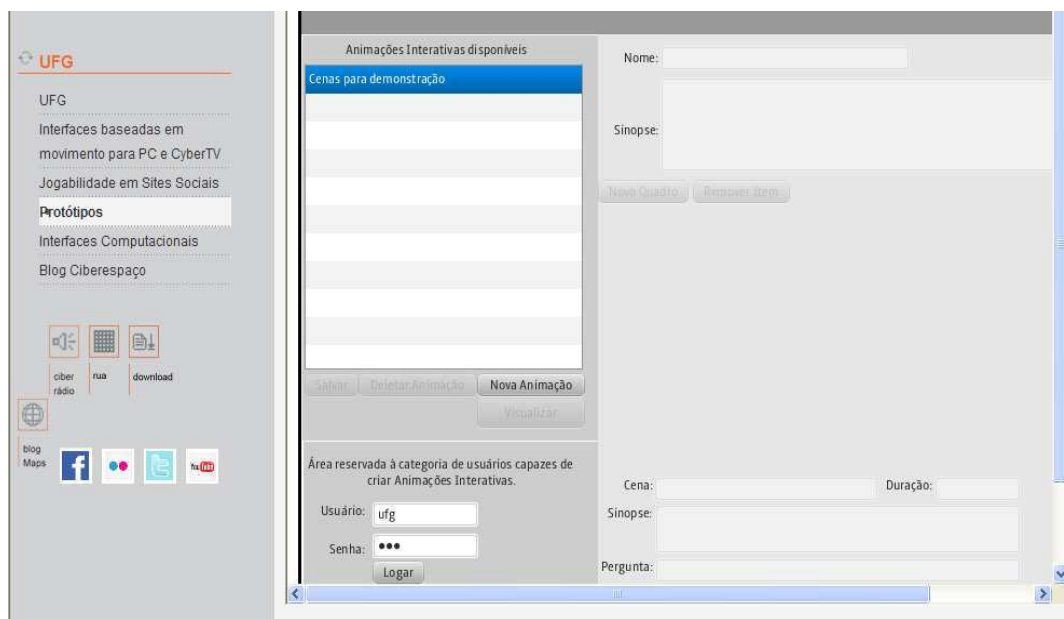 UFG
UFG
Interfaces baseadas em
movimento para PC e CyberTV
Jogabilidade em Sites Sociais
Protótipos
Interfaces Computacionais
Blog Ciberespaço
ciber
rádio
rua
download
blog
Maps
Animações Interativas disponíveis
Cenas para demonstração
Salvar
Deletar Animação
Nova Animação
Visualizar
Área reservada à categoria de usuários capazes de
criar Animações Interativas.
Usuário: ufg
Senha: •••
Logar
Nome:
Sinopse:
Novo Quadro
Remover Item
Cena:
Duração:
Sinopse:
Pergunta: